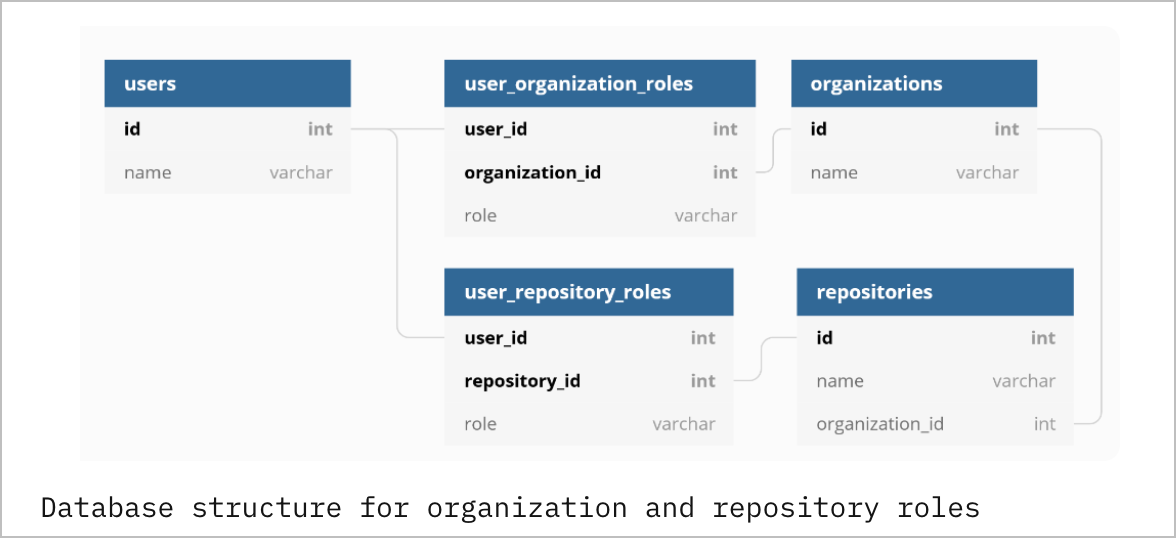 users
id int
name varchar
user_organization_roles
user_id int
organization_id int
role varchar
organizations
id int
name varchar
user_repository_roles
user_id int
repository_id int
role varchar
repositories
id int
name varchar
organization_id int
Database structure for organization and repository roles